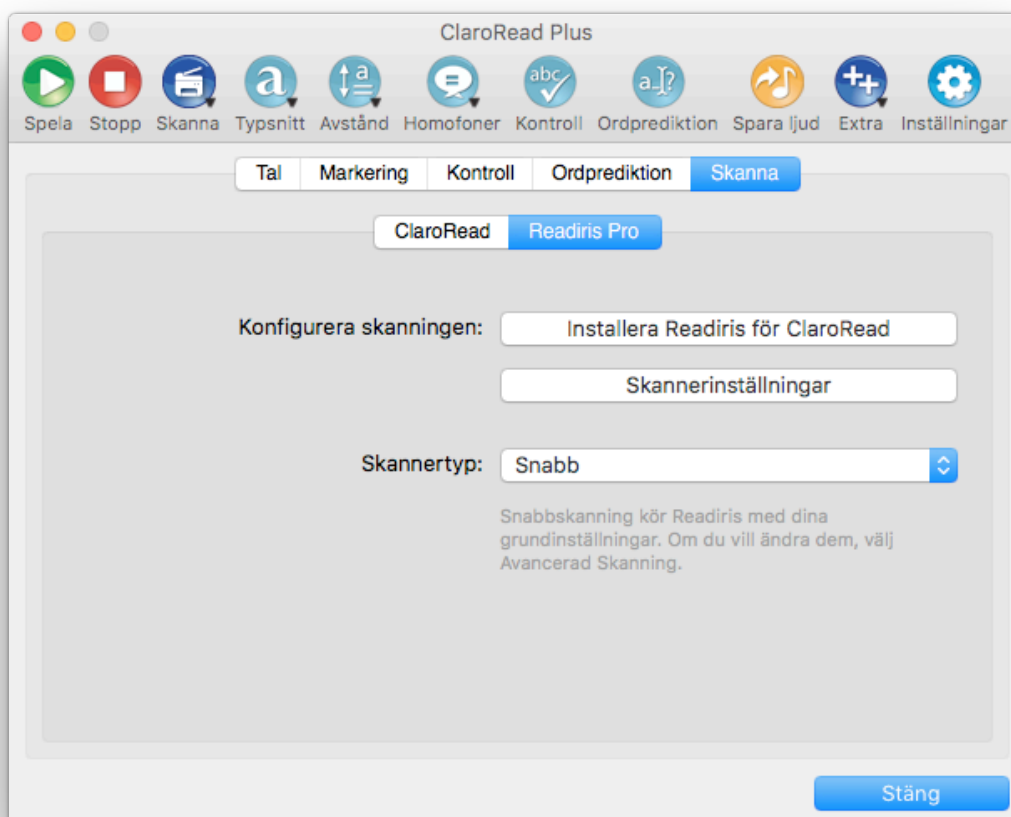 ClaroRead Plus
a a abc a_]? ++
Spela Stopp Skanna Typsnitt Avstånd Homofoner Kontroll Ordprediktion Spara ljud Extra Inställningar
Tal Markering Kontroll Ordprediktion Skanna
ClaroRead Readiris Pro
Konfigurera skanningen: Installera Readiris för ClaroRead
Skannerinställningar
Skannertyp: Snabb
Snabbskanning kör Readiris med dina
grundinställningar. Om du vill ändra dem, välj
Avancerad Skanning.
Stäng